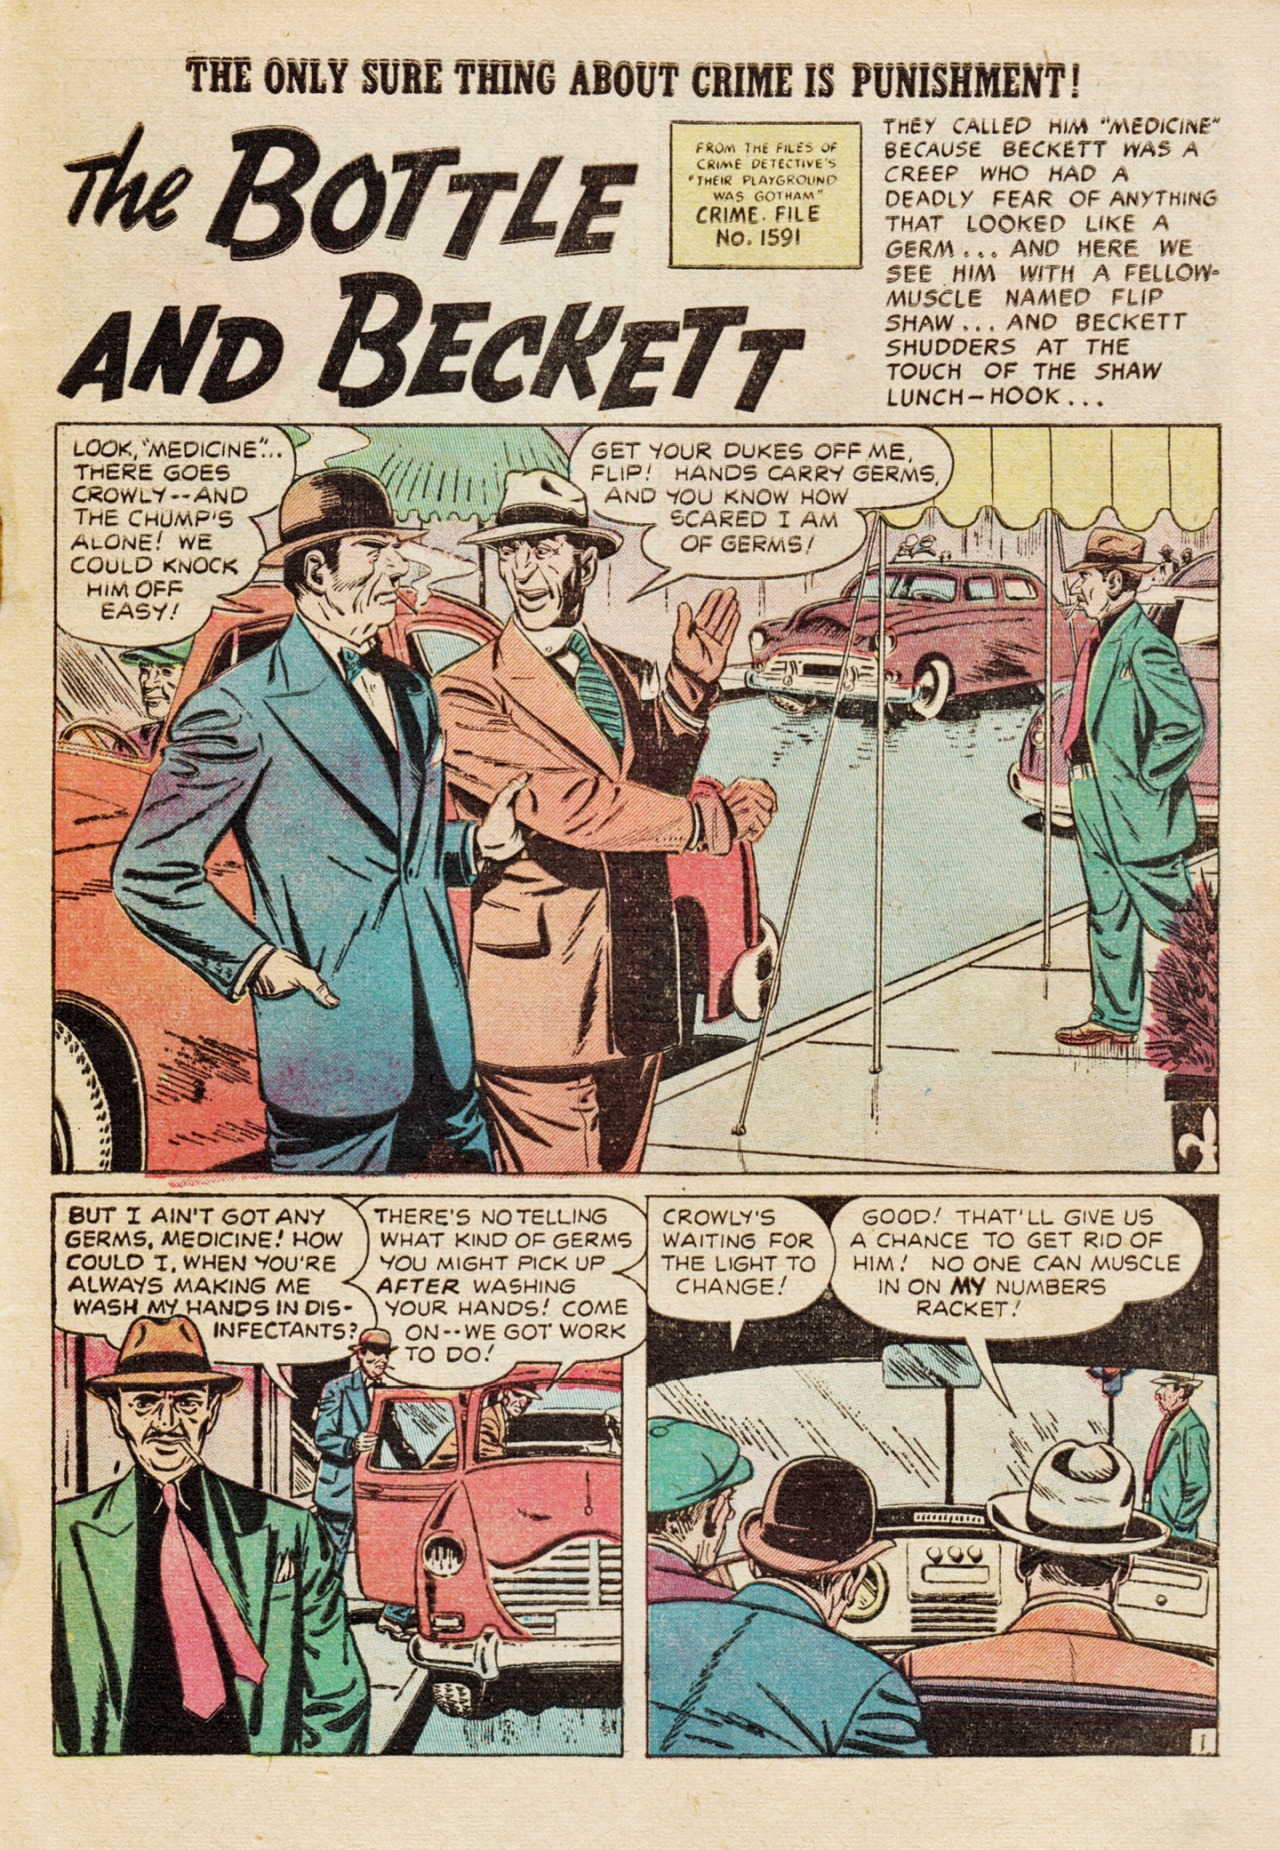 THE ONLY SURE THING ABOUT CRIME IS PUNISHMENT!
The BOTTLE
AND BECKETT
FROM THE FILES OF
CRIME DETECTIVE'S
"THEIR PLAYGROUND
WAS GOTHAM"
CRIME FILE
No. 1591
THEY CALLED HIM "MEDICINE"
BECAUSE BECKETT WAS A
CREEP WHO HAD A
DEADLY FEAR OF ANYTHING
THAT LOOKED LIKE A
GERM... AND HERE WE
SEE HIM WITH A FELLOW-
MUSCLE NAMED FLIP
SHAW... AND BECKETT
SHUDDERS AT THE
TOUCH OF THE SHAW
LUNCH-HOOK...
LOOK, "MEDICINE"...
THERE GOES
CROWLY--AND
THE CHUMP'S
ALONE! WE
COULD KNOCK
HIM OFF
EASY!
GET YOUR DUKES OFF ME,
FLIP! HANDS CARRY GERMS,
AND YOU KNOW HOW
SCARED I AM
OF GERMS!
BUT I AIN'T GOT ANY
GERMS, MEDICINE! HOW
COULD I, WHEN YOU'RE
ALWAYS MAKING ME
WASH MY HANDS IN DIS-
INFECTANTS?
THERE'S NO TELLING
WHAT KIND OF GERMS
YOU MIGHT PICK UP
AFTER WASHING
YOUR HANDS! COME
ON--WE GOT WORK
TO DO!
CROWLY'S
WAITING FOR
THE LIGHT TO
CHANGE!
GOOD! THAT'LL GIVE US
A CHANCE TO GET RID OF
HIM! NO ONE CAN MUSCLE
IN ON MY NUMBERS
RACKET!
1